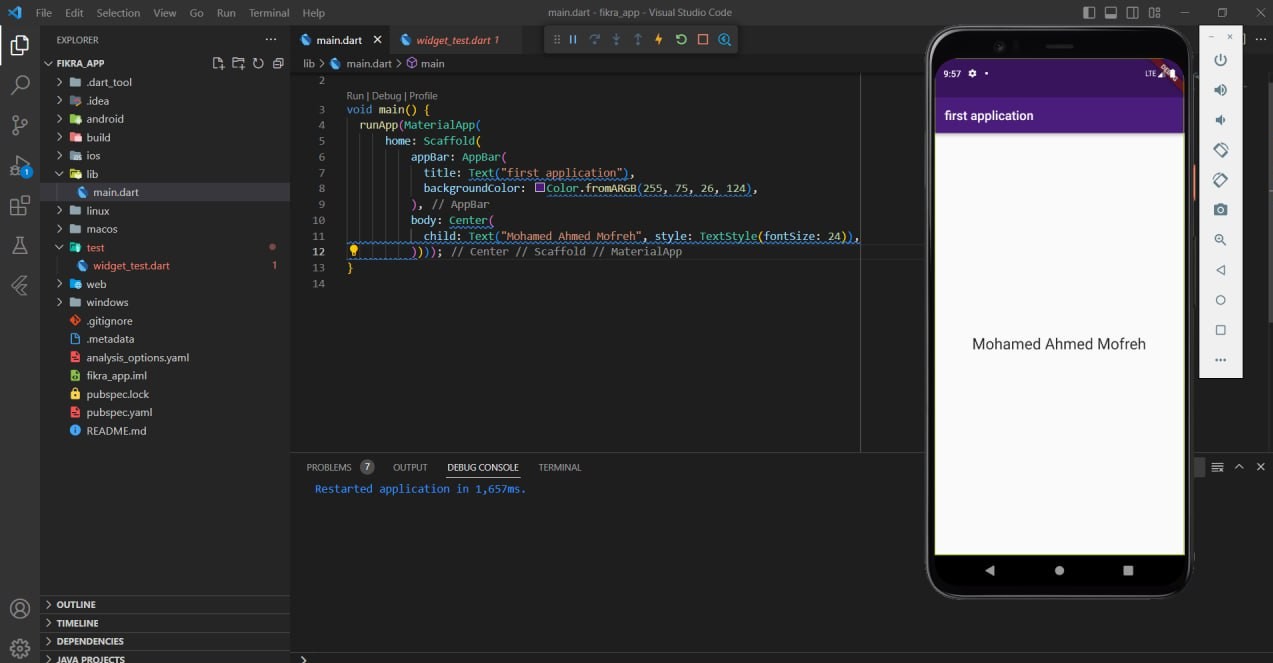 File Edit Selection View Go Run Terminal Help
main.dart - fikra_app - Visual Studio Code
EXPLORER
FIKRA_APP
.dart_tool
.idea
android
build
ios
lib
main.dart
linux
macos
test
widget_test.dart 1
web
windows
.gitignore
.metadata
analysis_options.yaml
fikra_app.iml
pubspec.lock
pubspec.yaml
README.md
OUTLINE
TIMELINE
DEPENDENCIES
JAVA PROJECTS
1
main.dart
widget_test.dart 1
lib > main.dart > main
2
Run | Debug | Profile
3 void main() {
4 runApp(MaterialApp(
5 home: Scaffold(
6 appBar: AppBar(
7 title: Text("first application"),
8 backgroundColor: Color.fromARGB(255, 75, 26, 124),
9 ), // AppBar
10 body: Center(
11 child: Text("Mohamed Ahmed Mofreh", style: TextStyle(fontSize: 24)),
12 )))); // Center // Scaffold // MaterialApp
13 }
14
PROBLEMS 7 OUTPUT DEBUG CONSOLE TERMINAL
Restarted application in 1,657ms.
9:57
LTE
DEBUG
first application
Mohamed Ahmed Mofreh